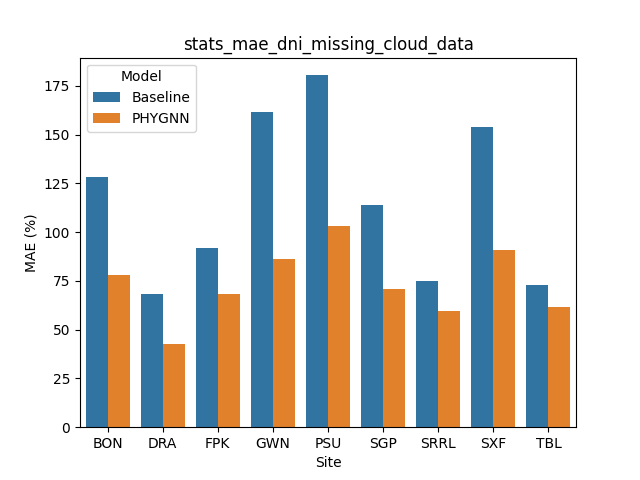 stats_mae_dni_missing_cloud_data
Model
Baseline
PHYGNN
MAE (%)
175
150
125
100
75
50
25
0
BON DRA FPK GWN PSU SGP SRRL SXF TBL
Site